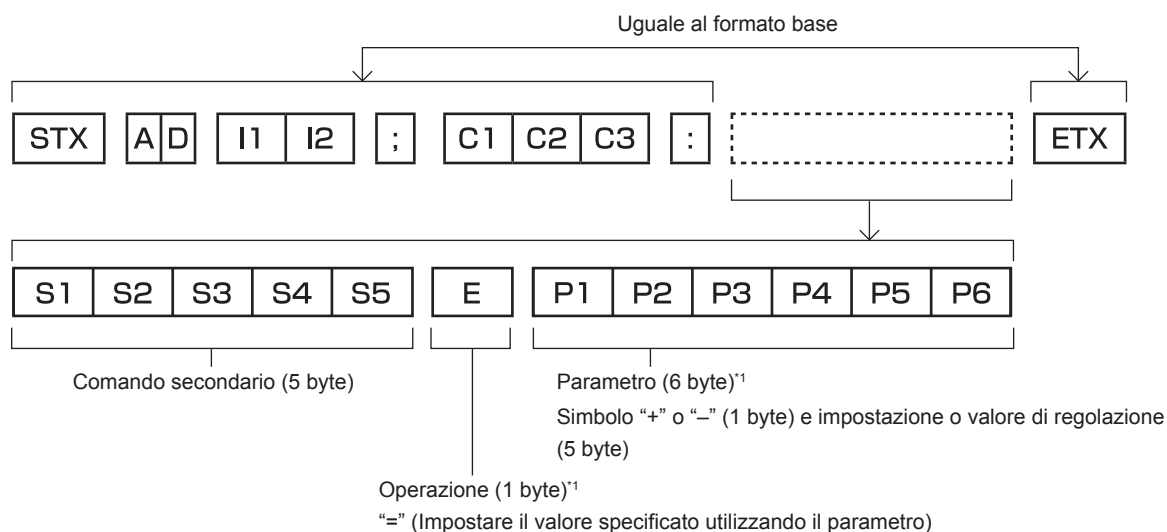 Uguale al formato base
STX A D I1 I2 ; C1 C2 C3 : ETX
S1 S2 S3 S4 S5 E P1 P2 P3 P4 P5 P6
Comando secondario (5 byte)
Parametro (6 byte)*1
Simbolo “+” o “–” (1 byte) e impostazione o valore di regolazione
(5 byte)
Operazione (1 byte)*1
“=” (Impostare il valore specificato utilizzando il parametro)